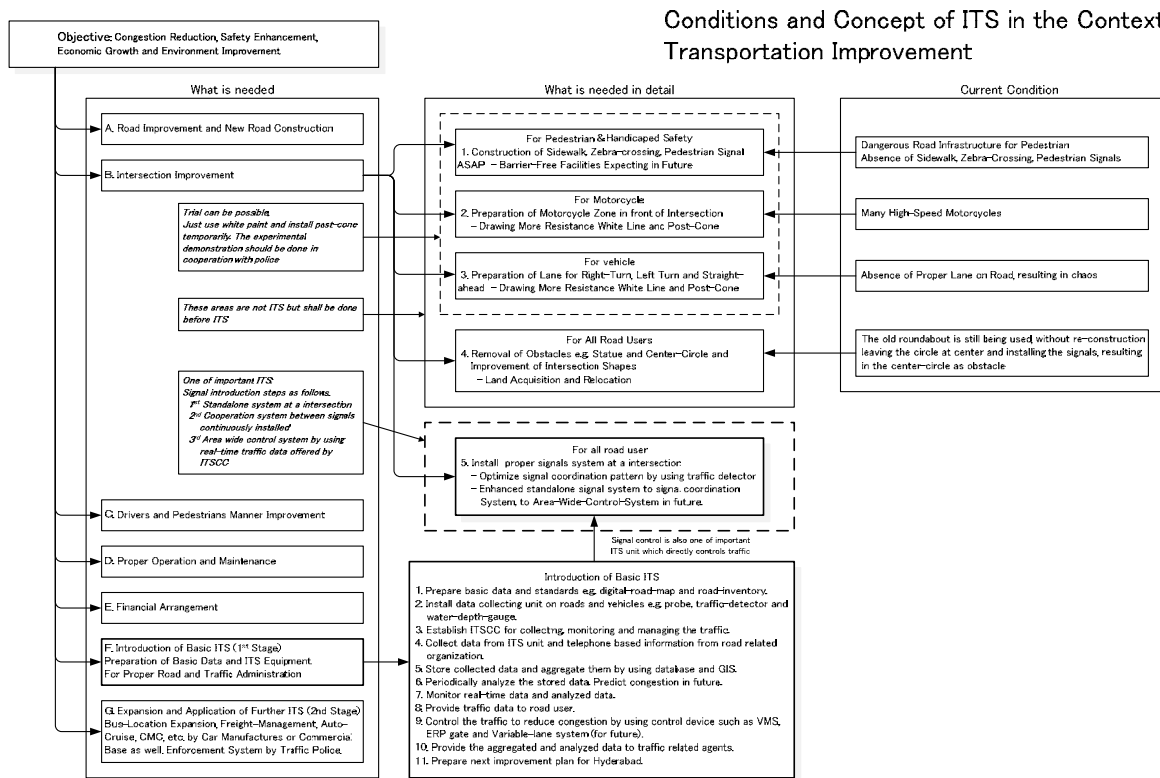 Conditions and Concept of ITS in the Context
Transportation Improvement
Objective: Congestion Reduction, Safety Enhancement,
Economic Growth and Environment Improvement
What is needed
A. Road Improvement and New Road Construction
B. Intersection Improvement
Trial can be possible.
Just use white paint and install post-cone
temporarily. The experimental
demonstration should be done in
cooperation with police
These areas are not ITS but shall be done
before ITS
One of important ITS:
Signal introduction steps as follows.
1st Standalone system at a intersection
2nd Cooperation system between signals
continuously installed
3rd Area wide control system by using
real-time traffic data offered by
ITSCC
C. Drivers and Pedestrians Manner Improvement
D. Proper Operation and Maintenance
E. Financial Arrangement
F. Introduction of Basic ITS (1st Stage)
Preparation of Basic Data and ITS Equipment
For Proper Road and Traffic Administration
G. Expansion and Application of Further ITS (2nd Stage)
Bus-Location Expansion, Freight-Management, Auto-
Cruise, CMC, etc. by Car Manufactures or Commercial
Base as well. Enforcement System by Traffic Police.
What is needed in detail
For Pedestrian & Handicaped Safety
1. Construction of Sidewalk, Zebra-crossing, Pedestrian Signal
ASAP - Barrier-Free Facilities Expecting in Future
For Motorcycle
2. Preparation of Motorcycle Zone in front of Intersection
- Drawing More Resistance White Line and Post-Cone
For vehicle
3. Preparation of Lane for Right-Turn, Left Turn and Straight-
ahead - Drawing More Resistance White Line and Post-Cone
For All Road Users
4. Removal of Obstacles e.g. Statue and Center-Circle and
Improvement of Intersection Shapes
- Land Acquisition and Relocation
For all road user
5. Install proper signals system at a intersection:
- Optimize signal coordination pattern by using traffic detector
- Enhanced standalone signal system to signal coordination
System, to Area-Wide-Control-System in future.
Signal control is also one of important
ITS unit which directly controls traffic
Introduction of Basic ITS
1. Prepare basic data and standards e.g. digital-road-map and road-inventory.
2. Install data collecting unit on roads and vehicles e.g. probe, traffic-detector and
water-depth-gauge.
3. Establish ITSCC for collecting, monitoring and managing the traffic.
4. Collect data from ITS unit and telephone based information from road related
organization.
5. Store collected data and aggregate them by using database and GIS.
6. Periodically analyze the stored data. Predict congestion in future.
7. Monitor real-time data and analyzed data.
8. Provide traffic data to road user.
9. Control the traffic to reduce congestion by using control device such as VMS,
ERP gate and Variable-lane system (for future).
10. Provide the aggregated and analyzed data to traffic related agents.
11. Prepare next improvement plan for Hyderabad.
Current Condition
Dangerous Road Infrastructure for Pedestrian
Absence of Sidewalk, Zebra-Crossing, Pedestrian Signals
Many High-Speed Motorcycles
Absence of Proper Lane on Road, resulting in chaos
The old roundabout is still being used, without re-construction
leaving the circle at center and installing the signals, resulting
in the center-circle as obstacle